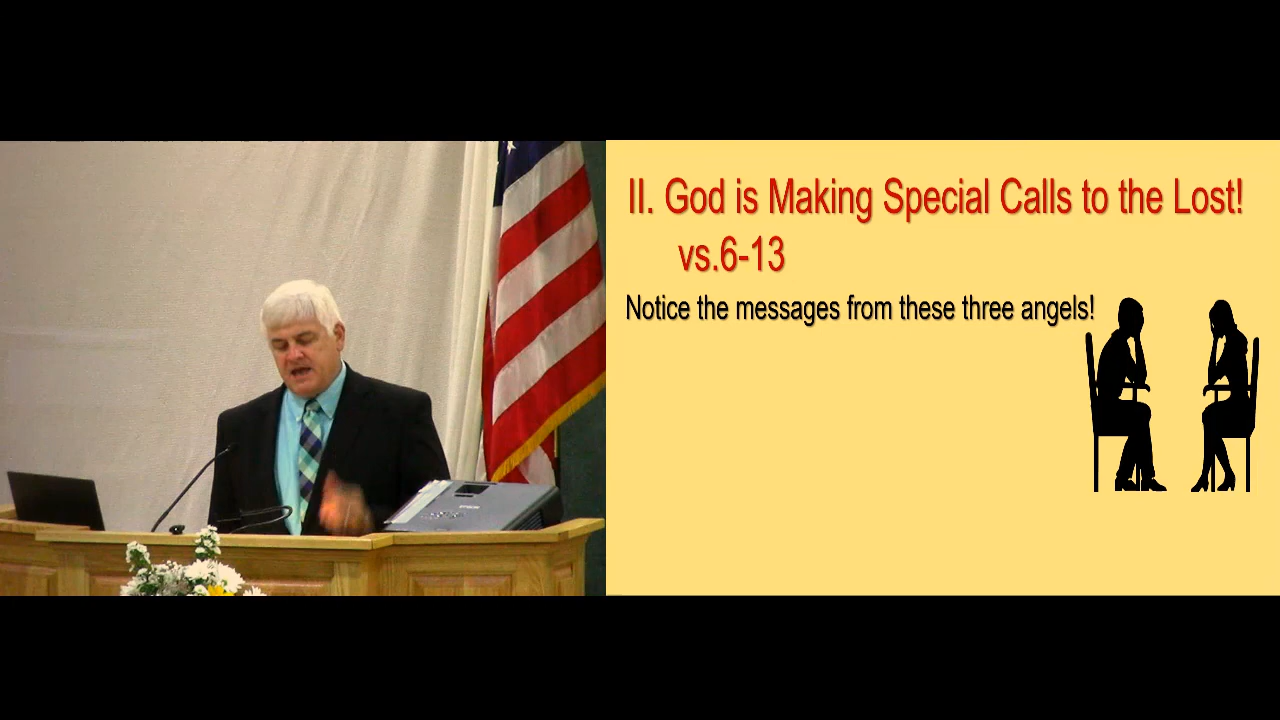 II. God is Making Special Calls to the Lost!
vs.6-13
Notice the messages from these three angels!